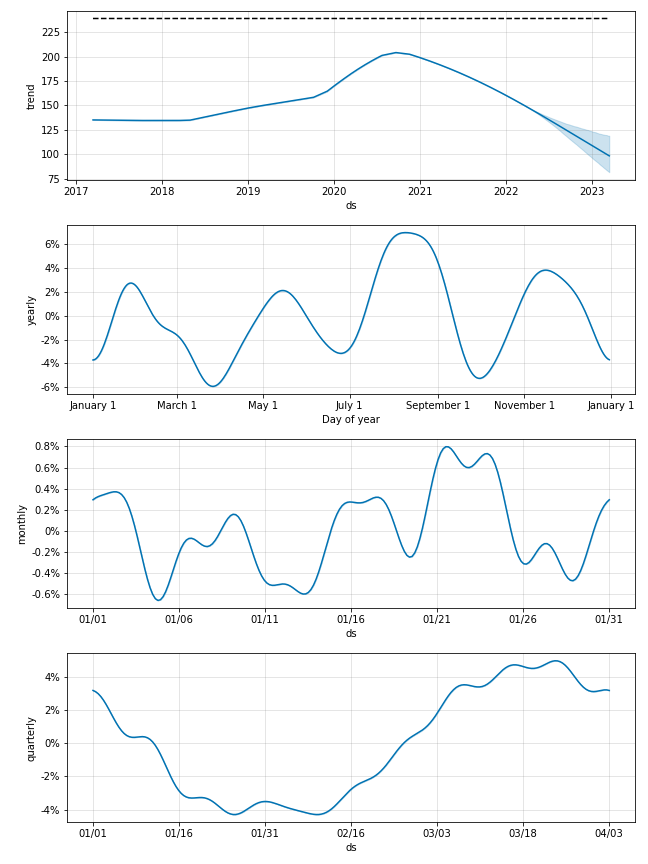 225
200
175
150
125
100
75
trend
2017 2018 2019 2020 2021 2022 2023
ds
6%
4%
2%
0%
-2%
-4%
-6%
yearly
January 1 March 1 May 1 July 1 September 1 November 1 January 1
Day of year
0.8%
0.6%
0.4%
0.2%
0%
-0.2%
-0.4%
-0.6%
monthly
01/01 01/06 01/11 01/16 01/21 01/26 01/31
ds
4%
2%
0%
-2%
-4%
quarterly
01/01 01/16 01/31 02/16 03/03 03/18 04/03
ds